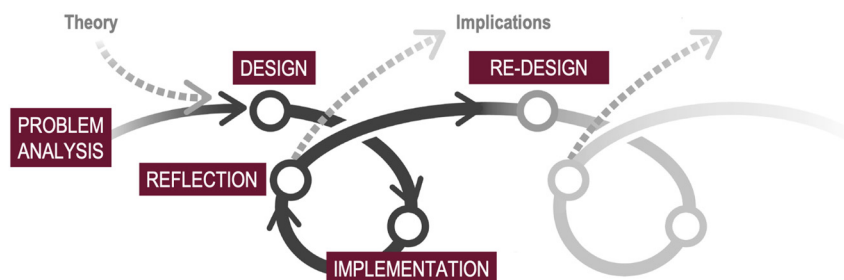 Theory
Implications
DESIGN
RE-DESIGN
PROBLEM
ANALYSIS
REFLECTION
IMPLEMENTATION